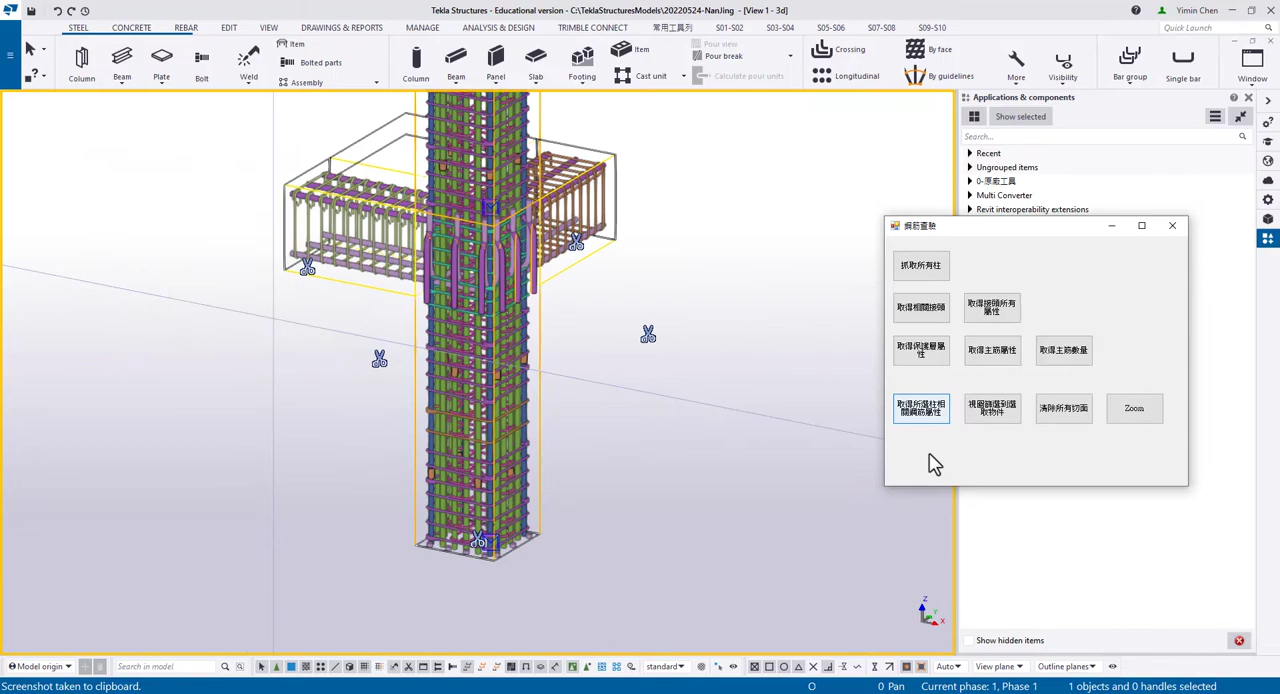 Tekla Structures - Educational version - C:\TeklaStructuresModels\20220524-NanJing - [View 1 - 3d]
Yimin Chen
STEEL
CONCRETE
REBAR
EDIT
VIEW
DRAWINGS & REPORTS
MANAGE
ANALYSIS & DESIGN
TRIMBLE CONNECT
常用工具列
S01-S02
S03-S04
S05-S06
S07-S08
S09-S10
Quick Launch
Column
Beam
Plate
Bolt
Weld
Item
Bolted parts
Assembly
Column
Beam
Panel
Slab
Footing
Item
Cast unit
Pour view
Pour break
Calculate pour units
Crossing
Longitudinal
By face
By guidelines
More
Visibility
Bar group
Single bar
Window
Applications & components
Show selected
Search...
Recent
Ungrouped items
0-原廠工具
Multi Converter
Revit interoperability extensions
鋼筋查驗
抓取所有柱
取得相關接頭
取得接頭所有
屬性
取得保護層屬
性
取得主筋屬性
取得主筋數量
取得所選柱相
關鋼筋屬性
視圖篩選到選
取物件
清除所有切面
Zoom
Z
Y
X
Show hidden items
Model origin
Search in model
standard
Auto
View plane
Outline planes
Screenshot taken to clipboard.
O
0 Pan
Current phase: 1, Phase 1
1 objects and 0 handles selected